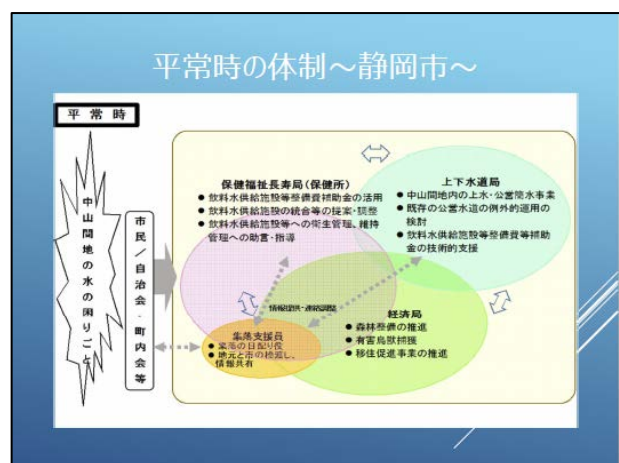 平常時の体制～静岡市～
平 常 時
中山間地の水の困りごと
市民／自治会・町内会等
保健福祉長寿局（保健所）
● 飲料水供給施設等整備費補助金の活用
● 飲料水供給施設の統合等の提案・調整
● 飲料水供給施設等への衛生管理、維持
管理への助言・指導
上下水道局
● 中山間地内の上水・公営簡水事業
● 既存の公営水道の例外的運用の
検討
● 飲料水供給施設等整備費等補助
金の技術的支援
情報提供・連絡調整
経済局
● 森林整備の推進
● 有害鳥獣捕獲
● 移住促進事業の推進
集落支援員
● 集落の目配り役
● 地元と市の橋渡し、
情報共有